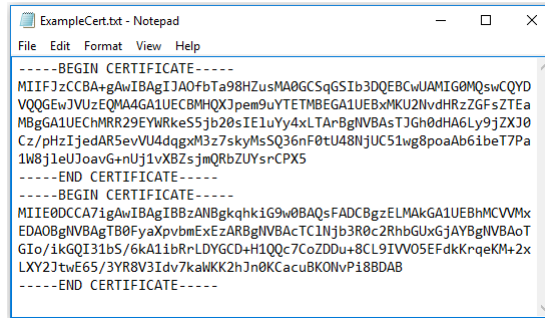 ExampleCert.txt - Notepad
File Edit Format View Help
-----BEGIN CERTIFICATE-----
MIIFJzCCBA+gAwIBAgIJAOfbTa98HZusMA0GCSqGSIb3DQEBCwUAMIG0MQswCQYD
VQQGEwJVUzEQMA4GA1UECBMHQXJpem9uYTETMBEGA1UEBxMKU2NvdHRzZGFsZTEa
MBgGA1UEChMRR29EYWRkeS5jb20sIEluYy4xLTArBgNVBAsTJGh0dHA6Ly9jZXJ0
Cz/pHzIjedAR5evVU4dqgxM3z7skyMsSQ36nF0tU48NjUC51wg8poaAb6ibeT7Pa
1W8jleUJoavG+nUj1vXBZsjmQRbZUYsrCPX5
-----END CERTIFICATE-----
-----BEGIN CERTIFICATE-----
MIIE0DCCA7igAwIBAgIBBzANBgkqhkiG9w0BAQsFADCBgzELMAkGA1UEBhMCVVMx
EDAOBgNVBAgTB0FyaXpvbmExEzARBgNVBAcTClNjb3R0c2RhbGUxGjAYBgNVBAoT
GIo/ikGQI31bS/6kA1ibRrLDYGCD+H1QQc7CoZDDu+8CL9IVVO5EFdkKrqeKM+2x
LXY2JtwE65/3YR8V3Idv7kaWKK2hJn0KCacuBKONvPi8BDAB
-----END CERTIFICATE-----